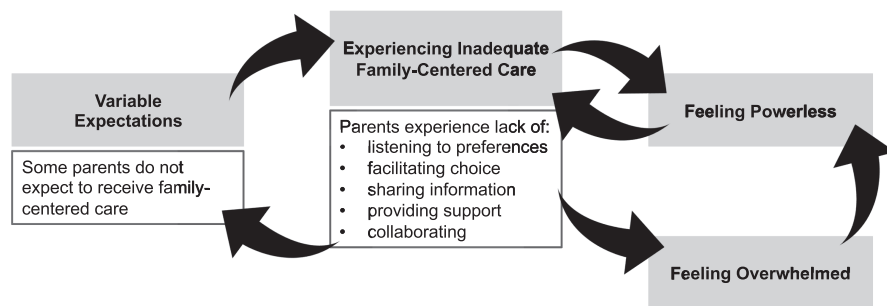 Variable
Expectations
Some parents do not
expect to receive family-
centered care
Experiencing Inadequate
Family-Centered Care
Parents experience lack of:
• listening to preferences
• facilitating choice
• sharing information
• providing support
• collaborating
Feeling Powerless
Feeling Overwhelmed